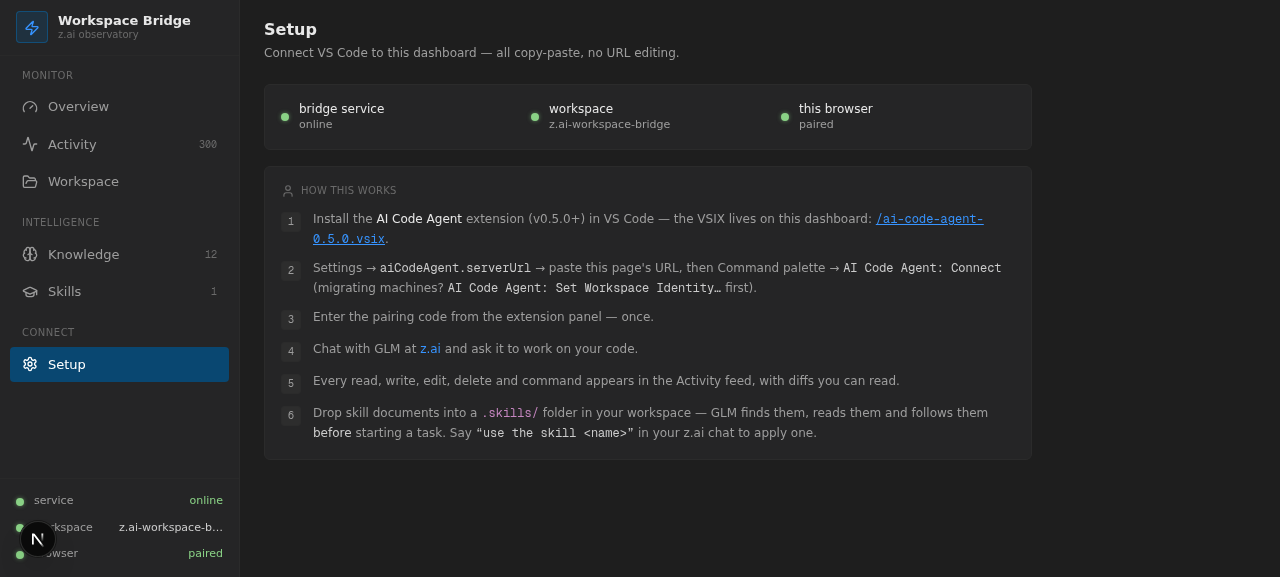 Workspace Bridge
z.ai observatory
MONITOR
Overview
Activity 300
Workspace
INTELLIGENCE
Knowledge 12
Skills 1
CONNECT
Setup
service online
kspace z.ai-workspace-b…
wser paired
N
Setup
Connect VS Code to this dashboard — all copy-paste, no URL editing.
bridge service
online
workspace
z.ai-workspace-bridge
this browser
paired
HOW THIS WORKS
1 Install the AI Code Agent extension (v0.5.0+) in VS Code — the VSIX lives on this dashboard: /ai-code-agent-
0.5.0.vsix.
2 Settings → aiCodeAgent.serverUrl → paste this page's URL, then Command palette → AI Code Agent: Connect
(migrating machines? AI Code Agent: Set Workspace Identity… first).
3 Enter the pairing code from the extension panel — once.
4 Chat with GLM at z.ai and ask it to work on your code.
5 Every read, write, edit, delete and command appears in the Activity feed, with diffs you can read.
6 Drop skill documents into a .skills/ folder in your workspace — GLM finds them, reads them and follows them
before starting a task. Say “use the skill <name>” in your z.ai chat to apply one.